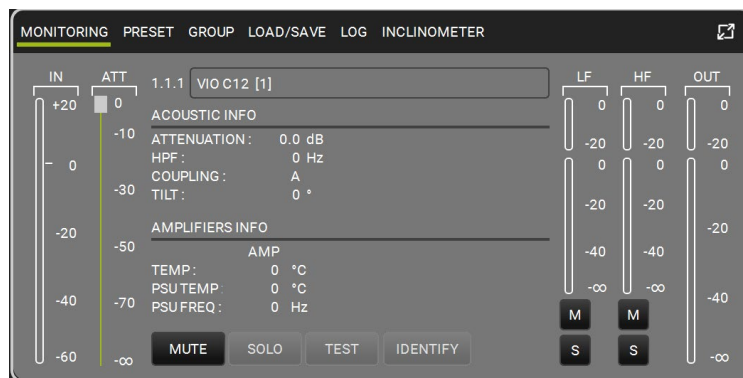 MONITORING PRESET GROUP LOAD/SAVE LOG INCLINOMETER
IN ATT LF HF OUT
1.1.1 VIO C12 [1]
+20 0 0 0 0
ACOUSTIC INFO
-10 -20 -20 -20
ATTENUATION: 0.0 dB
HPF: 0 Hz
0 0 0 0
COUPLING: A
-30
TILT: 0 °
-20 -20
-20 -20
AMPLIFIERS INFO
-50 -40 -40
AMP
TEMP: 0 °C
PSU TEMP: 0 °C
-∞ -∞
-40 -70 -40
PSU FREQ: 0 Hz
M M
MUTE SOLO TEST IDENTIFY
S S
-60 -∞ -∞